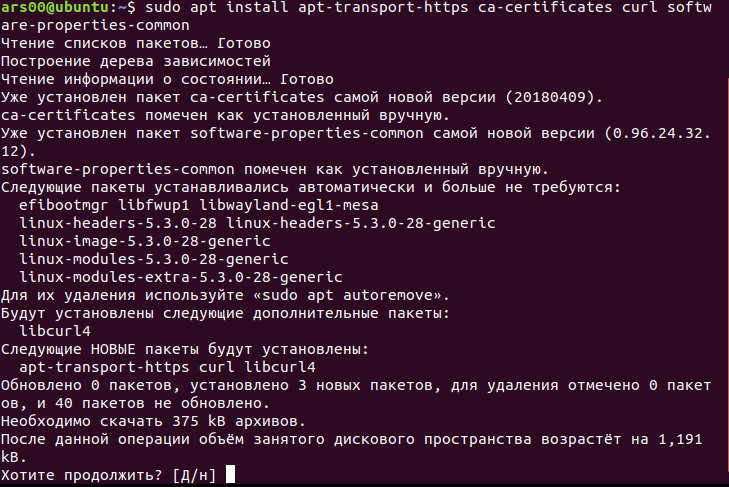 ars00@ubuntu:~$ sudo apt install apt-transport-https ca-certificates curl softw
are-properties-common
Чтение списков пакетов… Готово
Построение дерева зависимостей
Чтение информации о состоянии… Готово
Уже установлен пакет ca-certificates самой новой версии (20180409).
ca-certificates помечен как установленный вручную.
Уже установлен пакет software-properties-common самой новой версии (0.96.24.32.
12).
software-properties-common помечен как установленный вручную.
Следующие пакеты устанавливались автоматически и больше не требуются:
  efibootmgr libfwup1 libwayland-egl1-mesa
  linux-headers-5.3.0-28 linux-headers-5.3.0-28-generic
  linux-image-5.3.0-28-generic
  linux-modules-5.3.0-28-generic
  linux-modules-extra-5.3.0-28-generic
Для их удаления используйте «sudo apt autoremove».
Будут установлены следующие дополнительные пакеты:
  libcurl4
Следующие НОВЫЕ пакеты будут установлены:
  apt-transport-https curl libcurl4
Обновлено 0 пакетов, установлено 3 новых пакетов, для удаления отмечено 0 пакет
ов, и 40 пакетов не обновлено.
Необходимо скачать 375 kB архивов.
После данной операции объём занятого дискового пространства возрастёт на 1,191
kB.
Хотите продолжить? [Д/н]